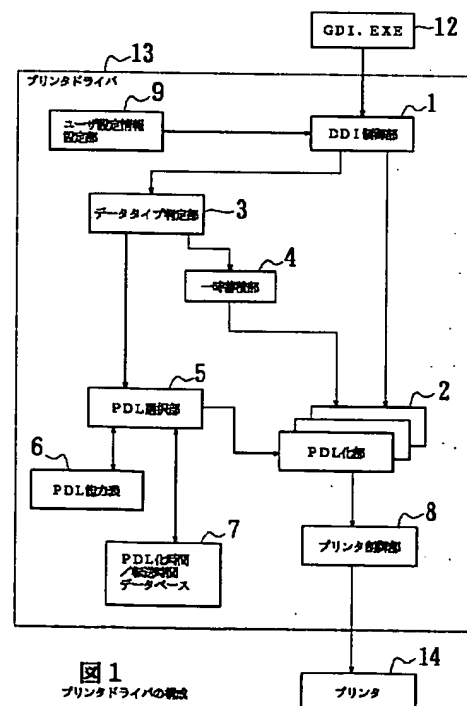 GDI.EXE
12
13
プリンタドライバ
9
ユーザ設定情報
設定部
1
DDI制御部
データタイプ判定部
3
4
一時蓄積部
5
PDL選択部
2
PDL化部
6
PDL能力表
7
PDL化時間
／転送時間
データベース
8
プリンタ制御部
図1
プリンタドライバの構成
14
プリンタ